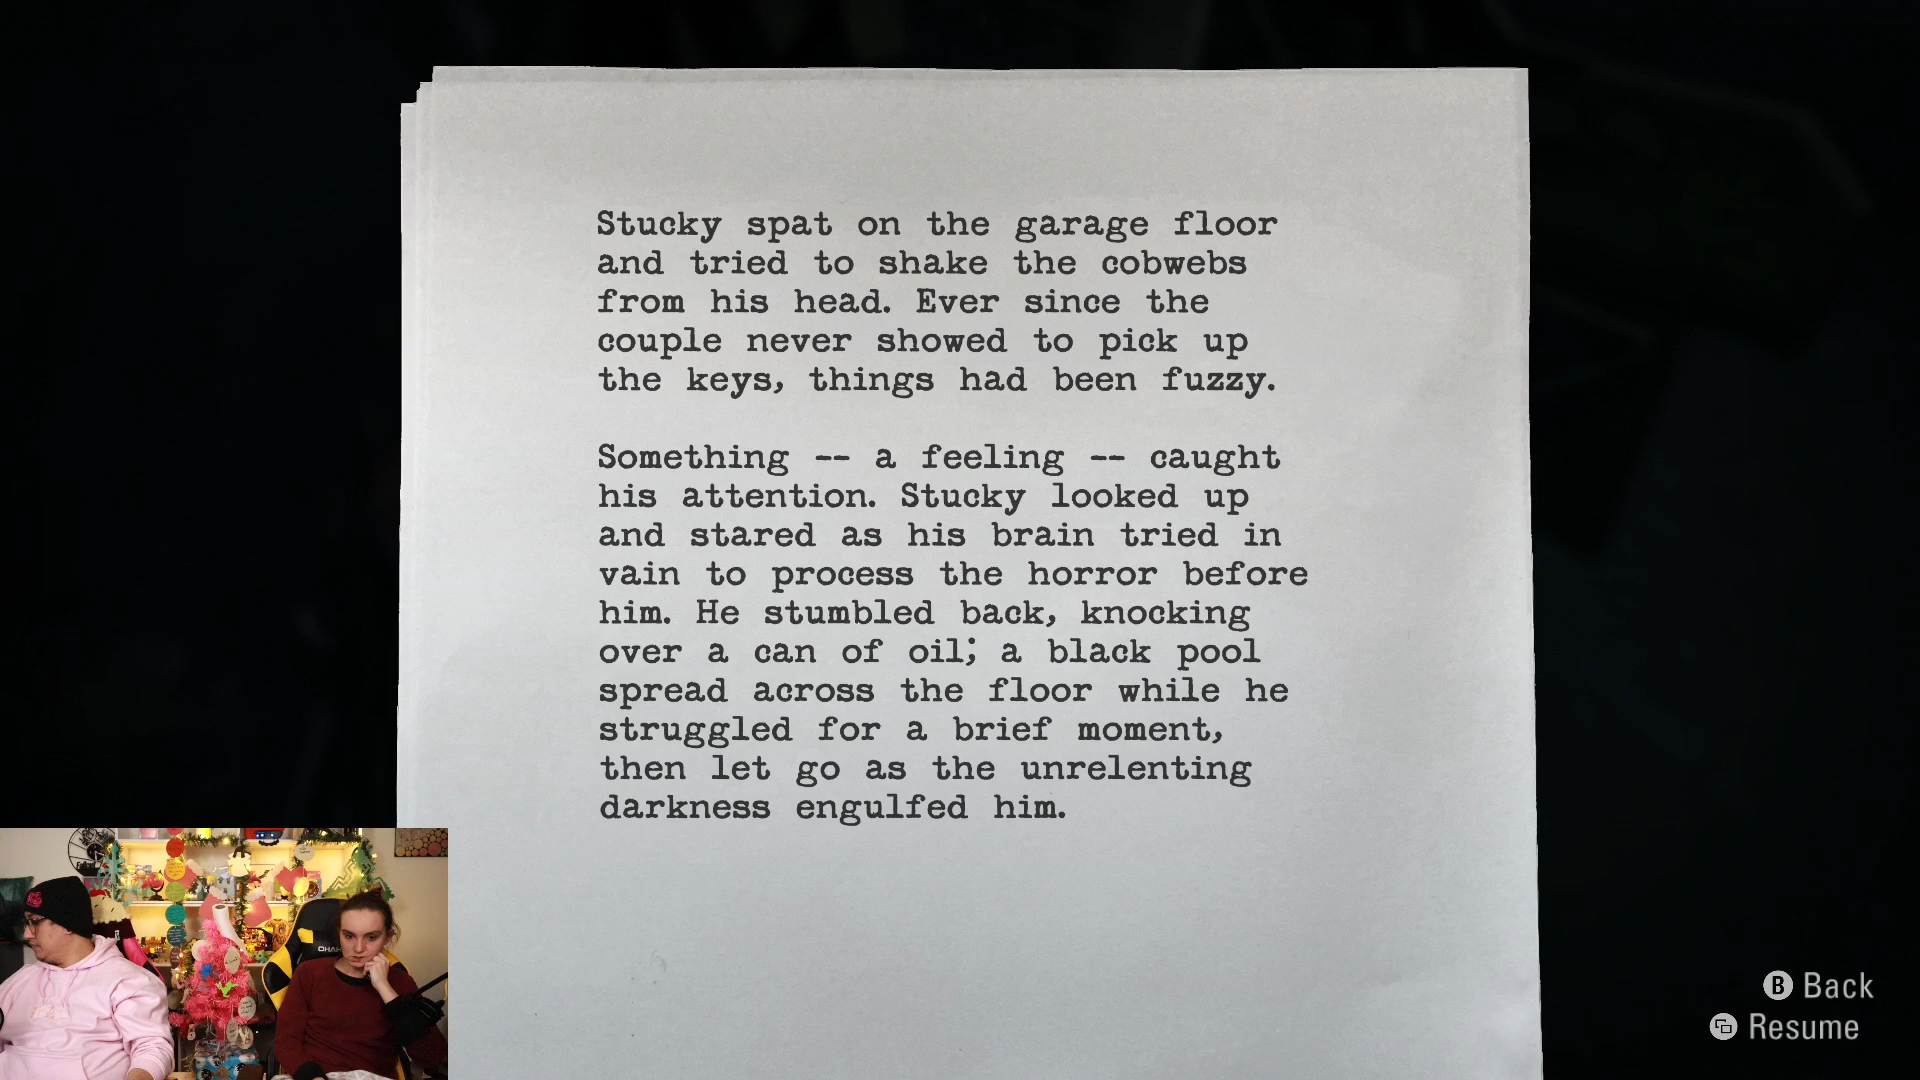 Stucky spat on the garage floor
and tried to shake the cobwebs
from his head. Ever since the
couple never showed to pick up
the keys, things had been fuzzy.
Something -- a feeling -- caught
his attention. Stucky looked up
and stared as his brain tried in
vain to process the horror before
him. He stumbled back, knocking
over a can of oil; a black pool
spread across the floor while he
struggled for a brief moment,
then let go as the unrelenting
darkness engulfed him.
B Back
Resume